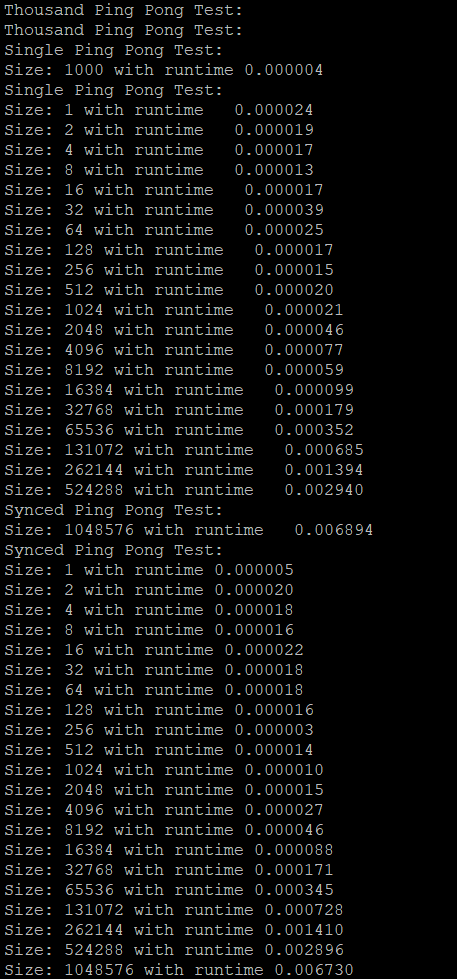 Thousand Ping Pong Test:
Thousand Ping Pong Test:
Single Ping Pong Test:
Size: 1000 with runtime 0.000004
Single Ping Pong Test:
Size: 1 with runtime   0.000024
Size: 2 with runtime   0.000019
Size: 4 with runtime   0.000017
Size: 8 with runtime   0.000013
Size: 16 with runtime   0.000017
Size: 32 with runtime   0.000039
Size: 64 with runtime   0.000025
Size: 128 with runtime   0.000017
Size: 256 with runtime   0.000015
Size: 512 with runtime   0.000020
Size: 1024 with runtime   0.000021
Size: 2048 with runtime   0.000046
Size: 4096 with runtime   0.000077
Size: 8192 with runtime   0.000059
Size: 16384 with runtime   0.000099
Size: 32768 with runtime   0.000179
Size: 65536 with runtime   0.000352
Size: 131072 with runtime   0.000685
Size: 262144 with runtime   0.001394
Size: 524288 with runtime   0.002940
Synced Ping Pong Test:
Size: 1048576 with runtime   0.006894
Synced Ping Pong Test:
Size: 1 with runtime 0.000005
Size: 2 with runtime 0.000020
Size: 4 with runtime 0.000018
Size: 8 with runtime 0.000016
Size: 16 with runtime 0.000022
Size: 32 with runtime 0.000018
Size: 64 with runtime 0.000018
Size: 128 with runtime 0.000016
Size: 256 with runtime 0.000003
Size: 512 with runtime 0.000014
Size: 1024 with runtime 0.000010
Size: 2048 with runtime 0.000015
Size: 4096 with runtime 0.000027
Size: 8192 with runtime 0.000046
Size: 16384 with runtime 0.000088
Size: 32768 with runtime 0.000171
Size: 65536 with runtime 0.000345
Size: 131072 with runtime 0.000728
Size: 262144 with runtime 0.001410
Size: 524288 with runtime 0.002896
Size: 1048576 with runtime 0.006730